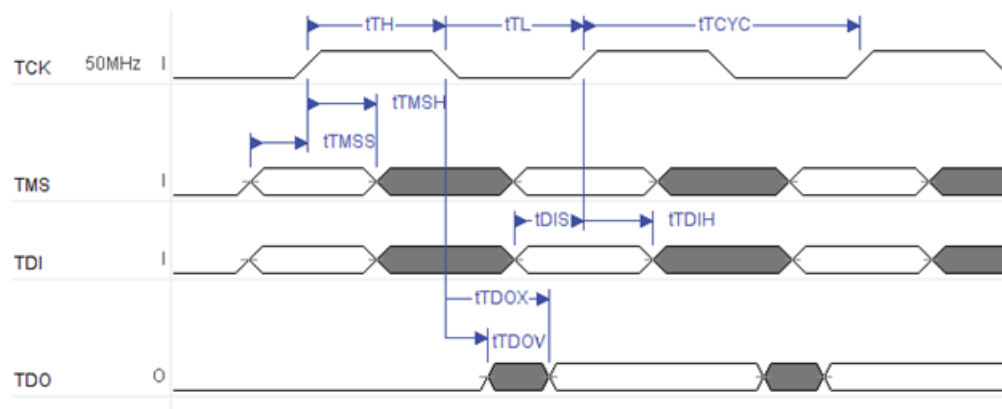 tTH tTL tTCYC
TCK 50MHz I
tTMSH
tTMSS
TMS I
tDIS tTDIH
TDI I
tTDOX
tTDOV
TDO O